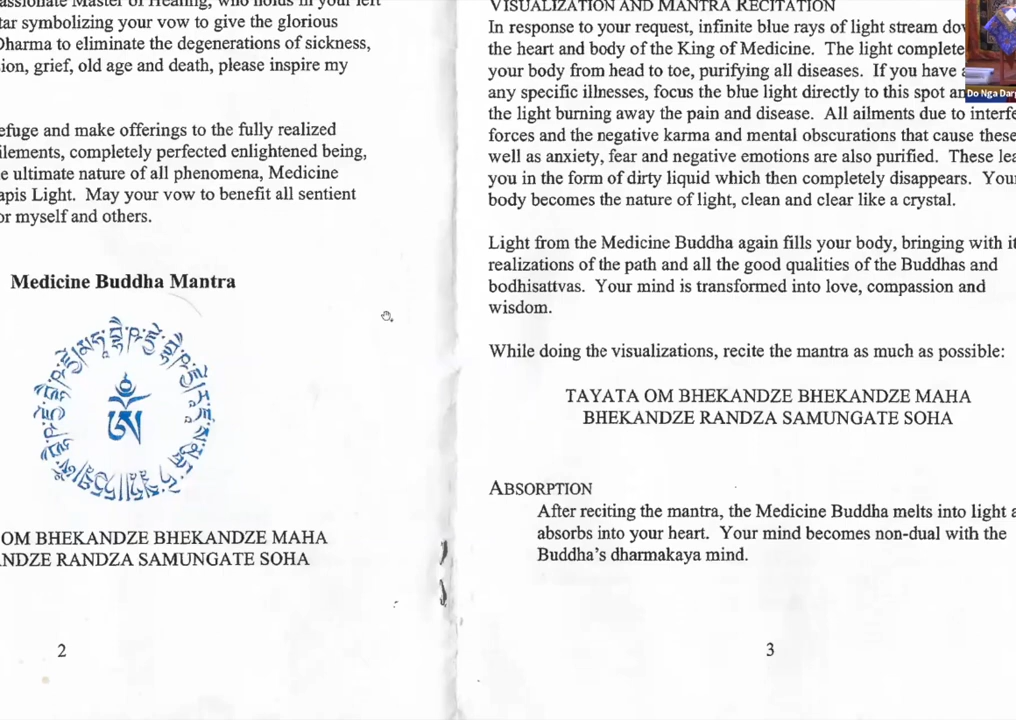 assionate Master of Healing, who holds in your left
tar symbolizing your vow to give the glorious
Dharma to eliminate the degenerations of sickness,
ion, grief, old age and death, please inspire my
efuge and make offerings to the fully realized
ilements, completely perfected enlightened being,
e ultimate nature of all phenomena, Medicine
apis Light. May your vow to benefit all sentient
or myself and others.
Medicine Buddha Mantra
ཨོཾ
OM BHEKANDZE BHEKANDZE MAHA
NDZE RANDZA SAMUNGATE SOHA
2
VISUALIZATION AND MANTRA RECITATION
In response to your request, infinite blue rays of light stream dov
the heart and body of the King of Medicine. The light complete
your body from head to toe, purifying all diseases. If you have a
any specific illnesses, focus the blue light directly to this spot an
the light burning away the pain and disease. All ailments due to interfe
forces and the negative karma and mental obscurations that cause these
well as anxiety, fear and negative emotions are also purified. These lea
you in the form of dirty liquid which then completely disappears. You
body becomes the nature of light, clean and clear like a crystal.
Light from the Medicine Buddha again fills your body, bringing with it
realizations of the path and all the good qualities of the Buddhas and
bodhisattvas. Your mind is transformed into love, compassion and
wisdom.
While doing the visualizations, recite the mantra as much as possible:
TAYATA OM BHEKANDZE BHEKANDZE MAHA
BHEKANDZE RANDZA SAMUNGATE SOHA
ABSORPTION
After reciting the mantra, the Medicine Buddha melts into light a
absorbs into your heart. Your mind becomes non-dual with the
Buddha's dharmakaya mind.
3
Do Nga Darg